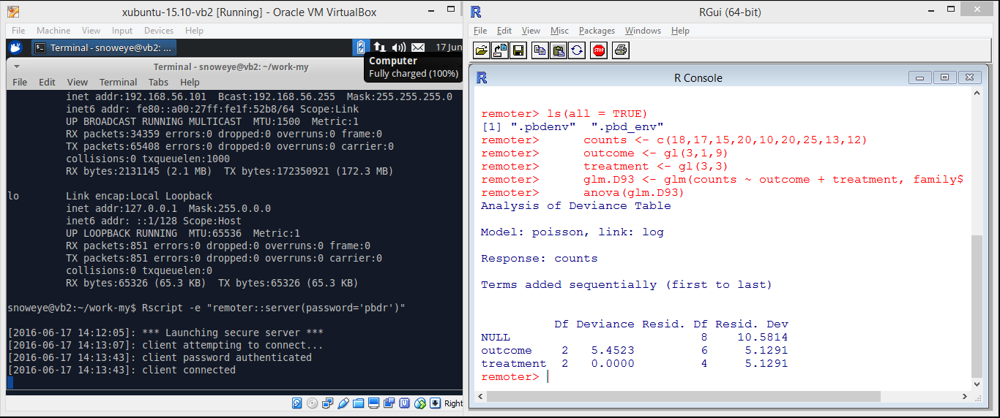 xubuntu-15.10-vb2 [Running] - Oracle VM VirtualBox
File Machine View Input Devices Help
Terminal - snoweye@vb2: ...
17 Jun
Computer
Fully charged (100%)
Terminal - snoweye@vb2: ~/work-my
File Edit View Terminal Tabs Help
inet addr:192.168.56.101  Bcast:192.168.56.255  Mask:255.255.255.0
inet6 addr: fe80::a00:27ff:fe1f:52b8/64 Scope:Link
UP BROADCAST RUNNING MULTICAST  MTU:1500  Metric:1
RX packets:34359 errors:0 dropped:0 overruns:0 frame:0
TX packets:65408 errors:0 dropped:0 overruns:0 carrier:0
collisions:0 txqueuelen:1000
RX bytes:2131145 (2.1 MB)  TX bytes:172350921 (172.3 MB)
lo        Link encap:Local Loopback
inet addr:127.0.0.1  Mask:255.0.0.0
inet6 addr: ::1/128 Scope:Host
UP LOOPBACK RUNNING  MTU:65536  Metric:1
RX packets:851 errors:0 dropped:0 overruns:0 frame:0
TX packets:851 errors:0 dropped:0 overruns:0 carrier:0
collisions:0 txqueuelen:0
RX bytes:65326 (65.3 KB)  TX bytes:65326 (65.3 KB)
snoweye@vb2:~/work-my$ Rscript -e "remoter::server(password='pbdr')"
[2016-06-17 14:12:05]: *** Launching secure server ***
[2016-06-17 14:13:07]: client attempting to connect...
[2016-06-17 14:13:43]: client password authenticated
[2016-06-17 14:13:43]: client connected
Right
RGui (64-bit)
File Edit View Misc Packages Windows Help
STOP
R Console
remoter> ls(all = TRUE)
[1] ".pbdenv"  ".pbd_env"
remoter>      counts <- c(18,17,15,20,10,20,25,13,12)
remoter>      outcome <- gl(3,1,9)
remoter>      treatment <- gl(3,3)
remoter>      glm.D93 <- glm(counts ~ outcome + treatment, family$
remoter>      anova(glm.D93)
Analysis of Deviance Table
Model: poisson, link: log
Response: counts
Terms added sequentially (first to last)
Df Deviance Resid. Df Resid. Dev
NULL                          8    10.5814
outcome    2   5.4523         6     5.1291
treatment  2   0.0000         4     5.1291
remoter>